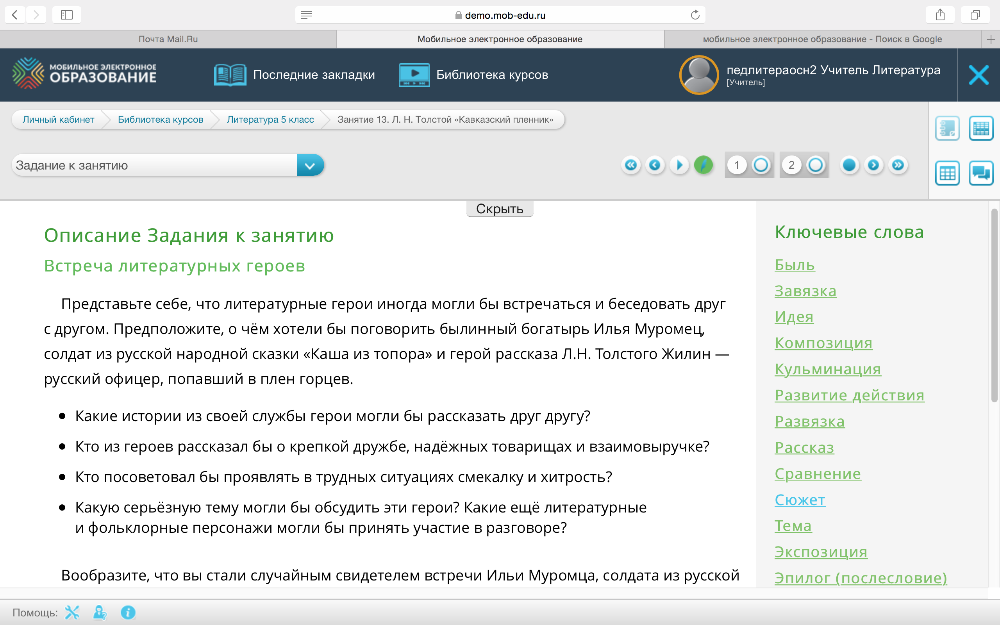 demo.mob-edu.ru
Почта Mail.Ru
Мобильное электронное образование
мобильное электронное образование - Поиск в Google
МОБИЛЬНОЕ ЭЛЕКТРОННОЕ
ОБРАЗОВАНИЕ
Последние закладки
Библиотека курсов
педлитераосн2 Учитель Литература
[Учитель]
Личный кабинет
Библиотека курсов
Литература 5 класс
Занятие 13. Л. Н. Толстой «Кавказский пленник»
Задание к занятию
1
2
Скрыть
Описание Задания к занятию
Встреча литературных героев
Представьте себе, что литературные герои иногда могли бы встречаться и беседовать друг
с другом. Предположите, о чём хотели бы поговорить былинный богатырь Илья Муромец,
солдат из русской народной сказки «Каша из топора» и герой рассказа Л.Н. Толстого Жилин —
русский офицер, попавший в плен горцев.
• Какие истории из своей службы герои могли бы рассказать друг другу?
• Кто из героев рассказал бы о крепкой дружбе, надёжных товарищах и взаимовыручке?
• Кто посоветовал бы проявлять в трудных ситуациях смекалку и хитрость?
• Какую серьёзную тему могли бы обсудить эти герои? Какие ещё литературные
и фольклорные персонажи могли бы принять участие в разговоре?
Вообразите, что вы стали случайным свидетелем встречи Ильи Муромца, солдата из русской
Ключевые слова
Быль
Завязка
Идея
Композиция
Кульминация
Развитие действия
Развязка
Рассказ
Сравнение
Сюжет
Тема
Экспозиция
Эпилог (послесловие)
Помощь: